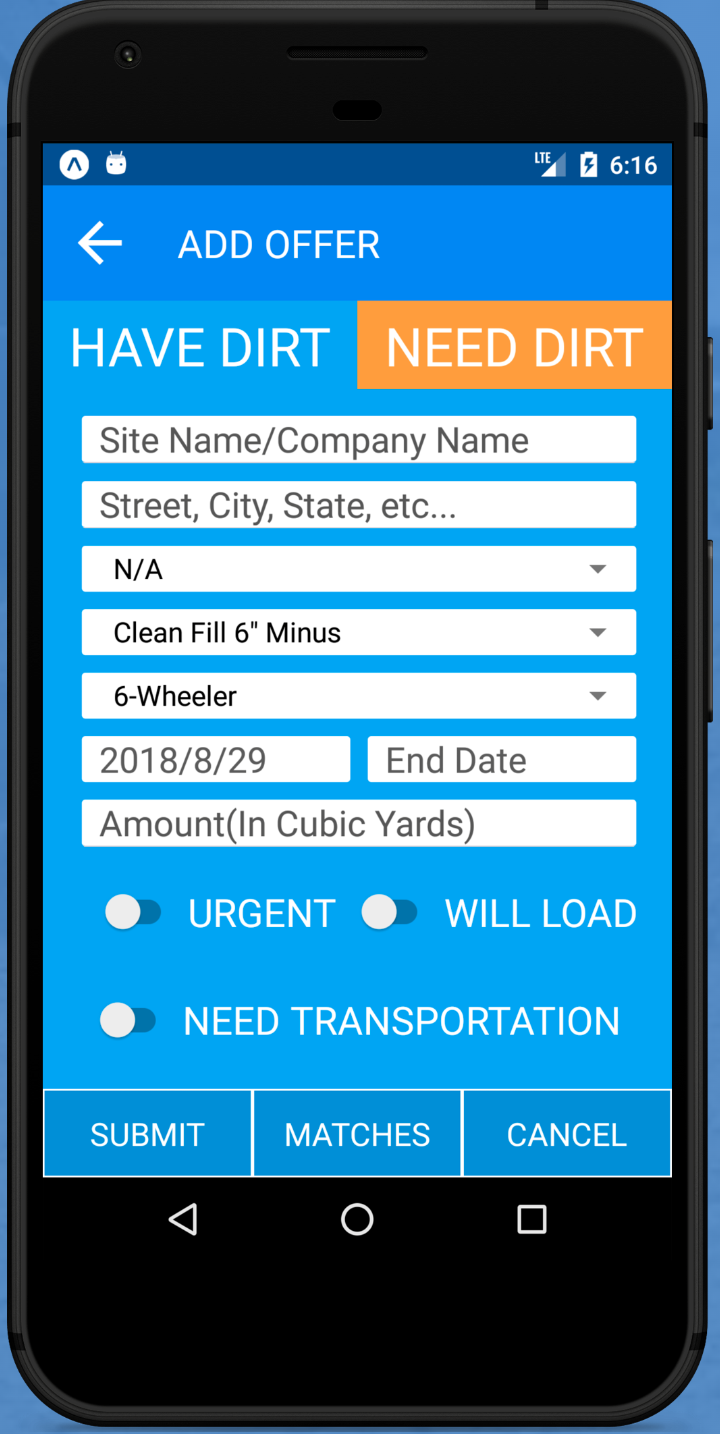 LTE 6:16
ADD OFFER
HAVE DIRT NEED DIRT
Site Name/Company Name
Street, City, State, etc...
N/A
Clean Fill 6" Minus
6-Wheeler
2018/8/29 End Date
Amount(In Cubic Yards)
URGENT WILL LOAD
NEED TRANSPORTATION
SUBMIT MATCHES CANCEL